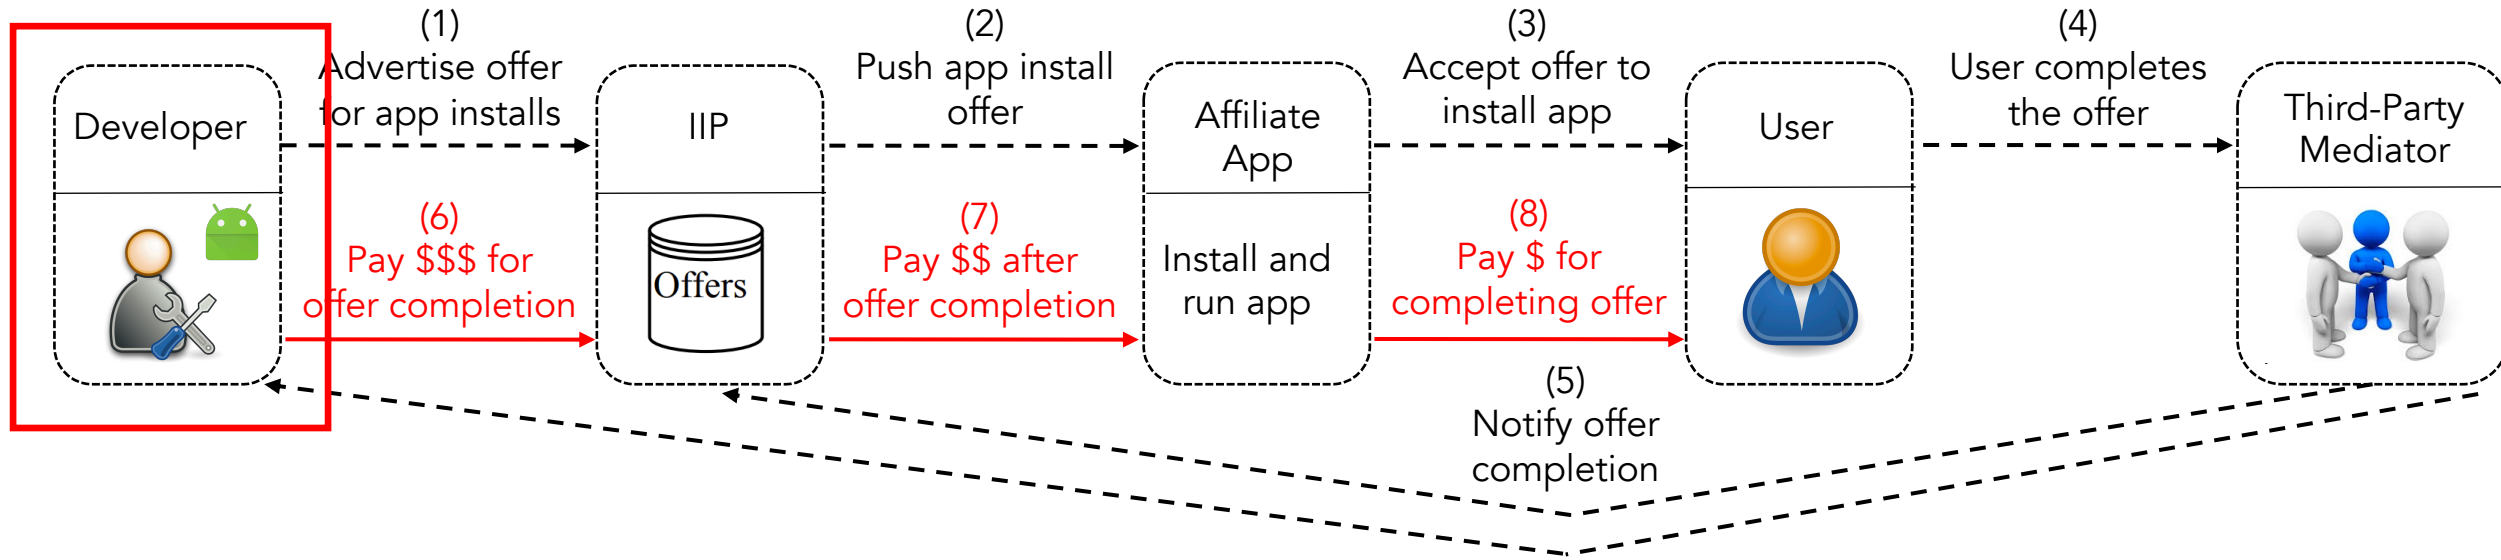 (1)
Advertise offer
for app installs
(2)
Push app install
offer
(3)
Accept offer to
install app
(4)
User completes
the offer
Developer
IIP
Affiliate
App
User
Third-Party
Mediator
(6)
Pay $$$ for
offer completion
Offers
(7)
Pay $$ after
offer completion
Install and
run app
(8)
Pay $ for
completing offer
(5)
Notify offer
completion